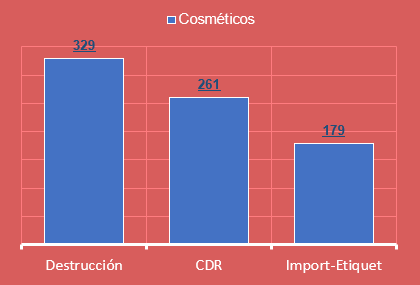 Cosméticos
329
261
179
Destrucción
CDR
Import-Etiquet